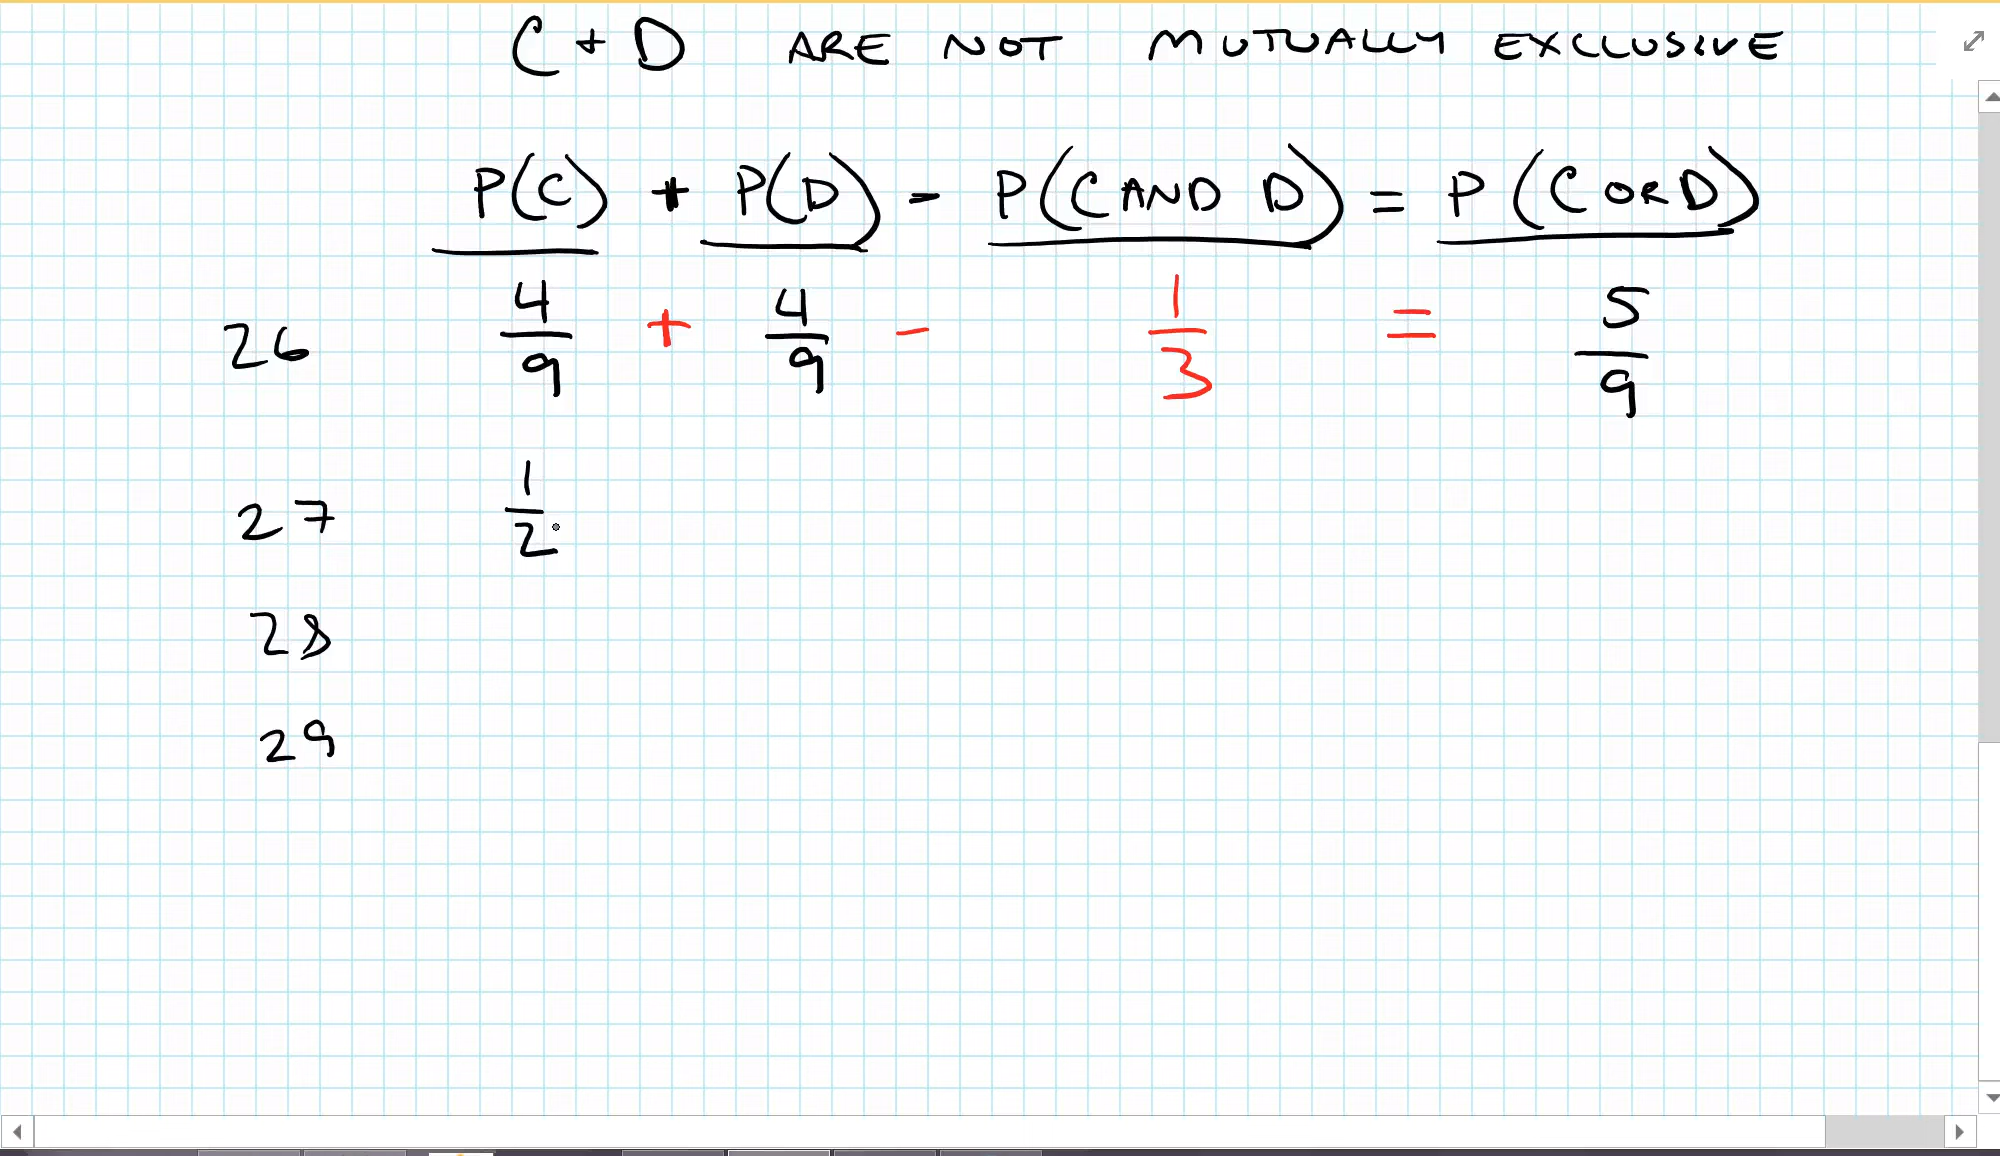 C + D ARE NOT MUTUALLY EXCLUSIVE
P(C) + P(D) - P(C AND D) = P(C OR D)
26 4/9 + 4/9 - 1/3 = 5/9
27 1/2
28
29